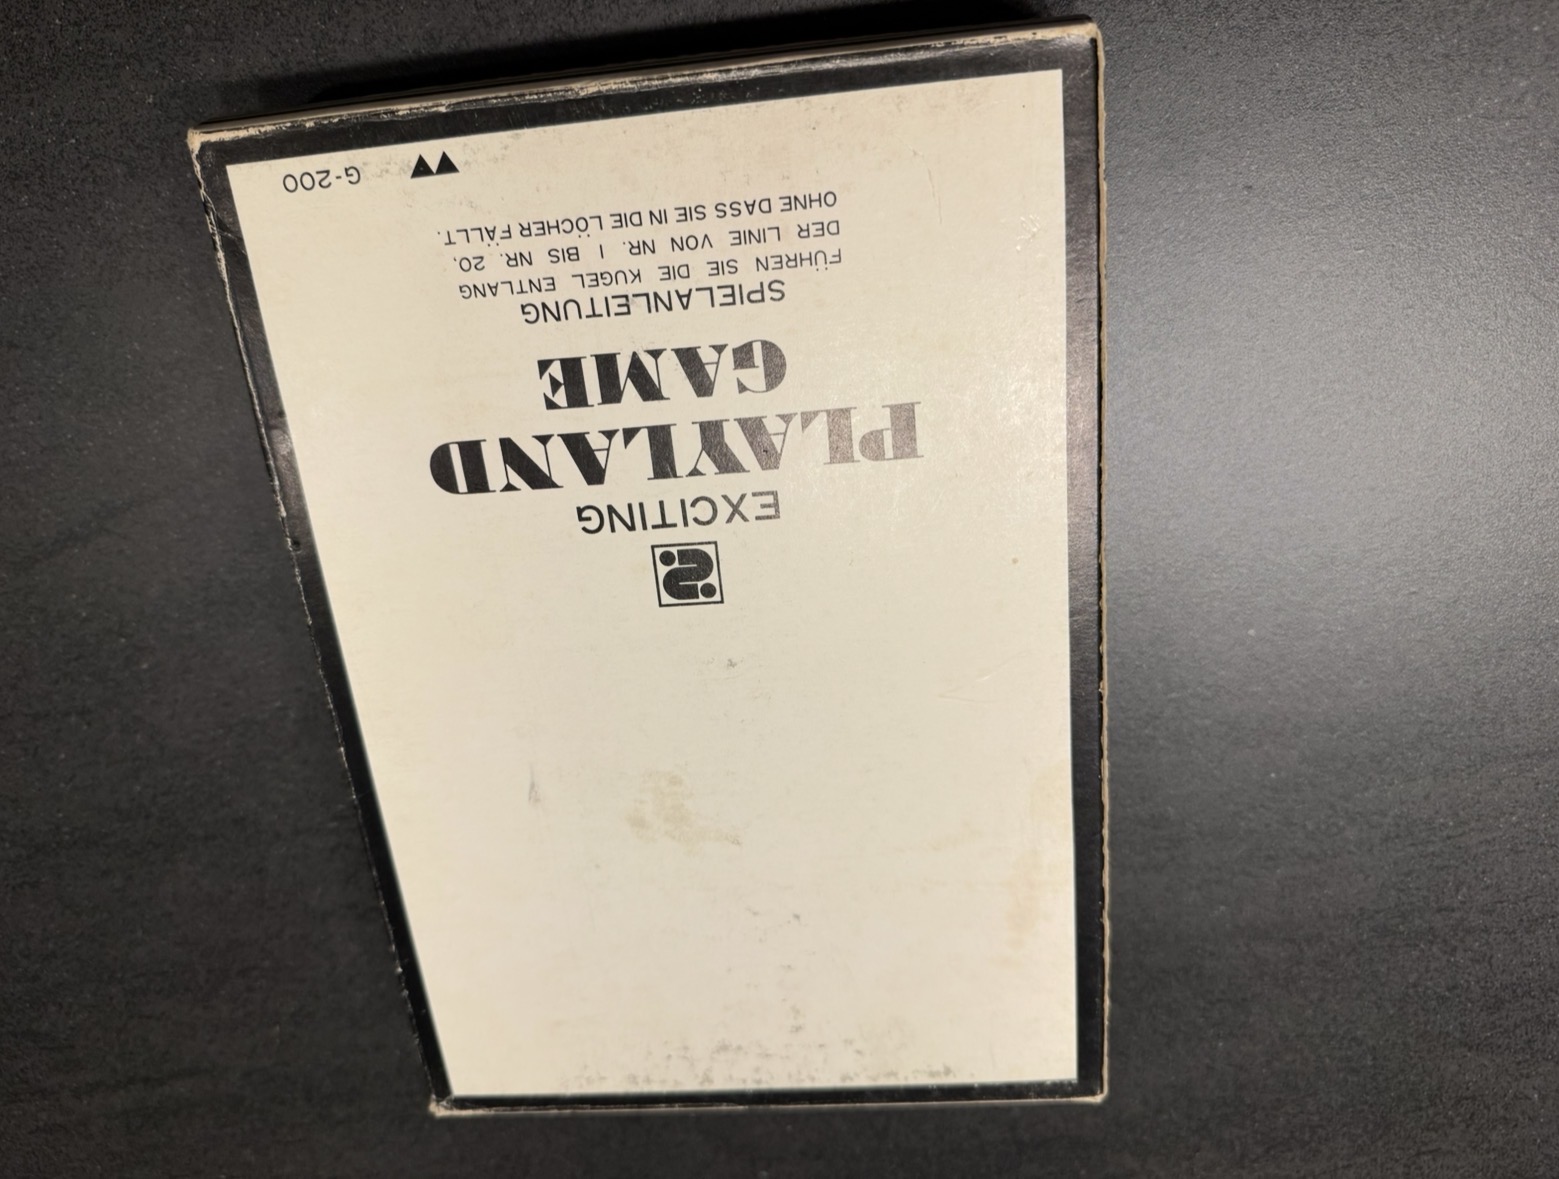 EXCITING
PLAYLAND
GAME
SPIELANLEITUNG
FÜHREN SIE DIE KUGEL ENTLANG
DER LINIE VON NR. 1 BIS NR. 20,
OHNE DASS SIE IN DIE LÖCHER FÄLLT.
G-200